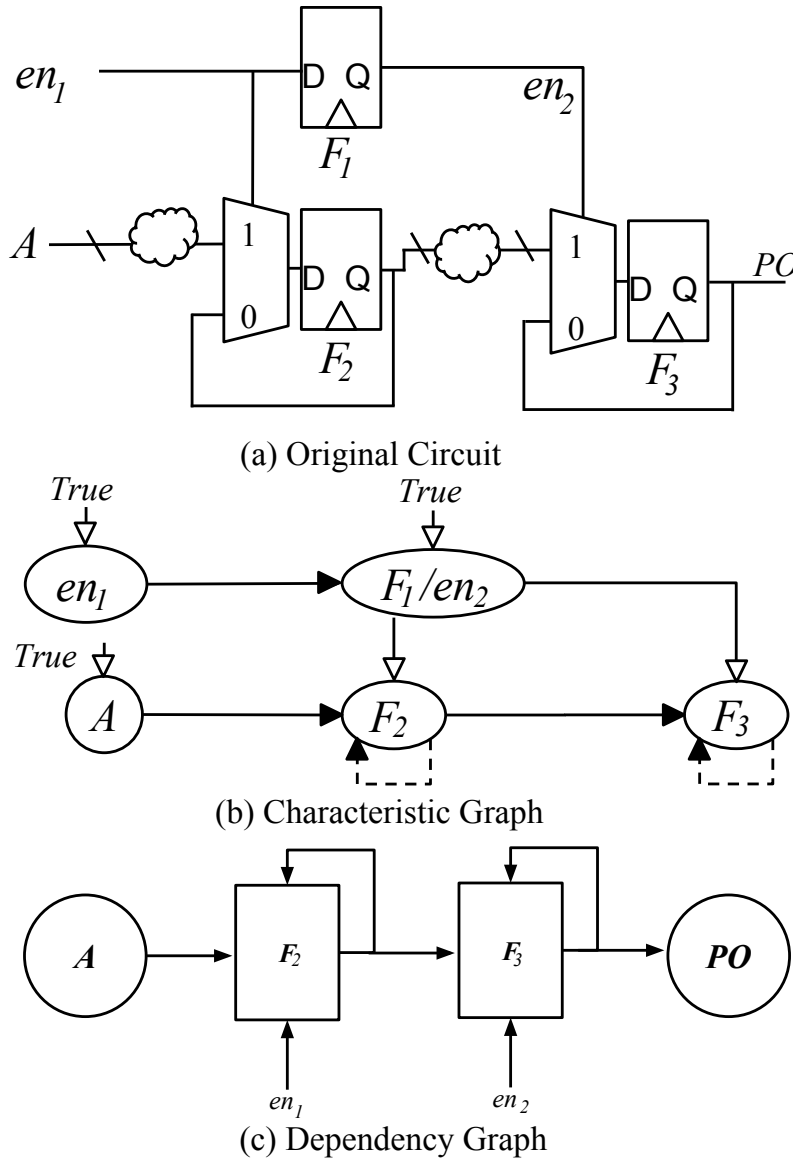 en1 D Q en2
F1
A 1 D Q 1 D Q PO
0 0
F2 F3
(a) Original Circuit
True True
en1 F1/en2
True
A F2 F3
(b) Characteristic Graph
A F2 F3 PO
en1 en2
(c) Dependency Graph